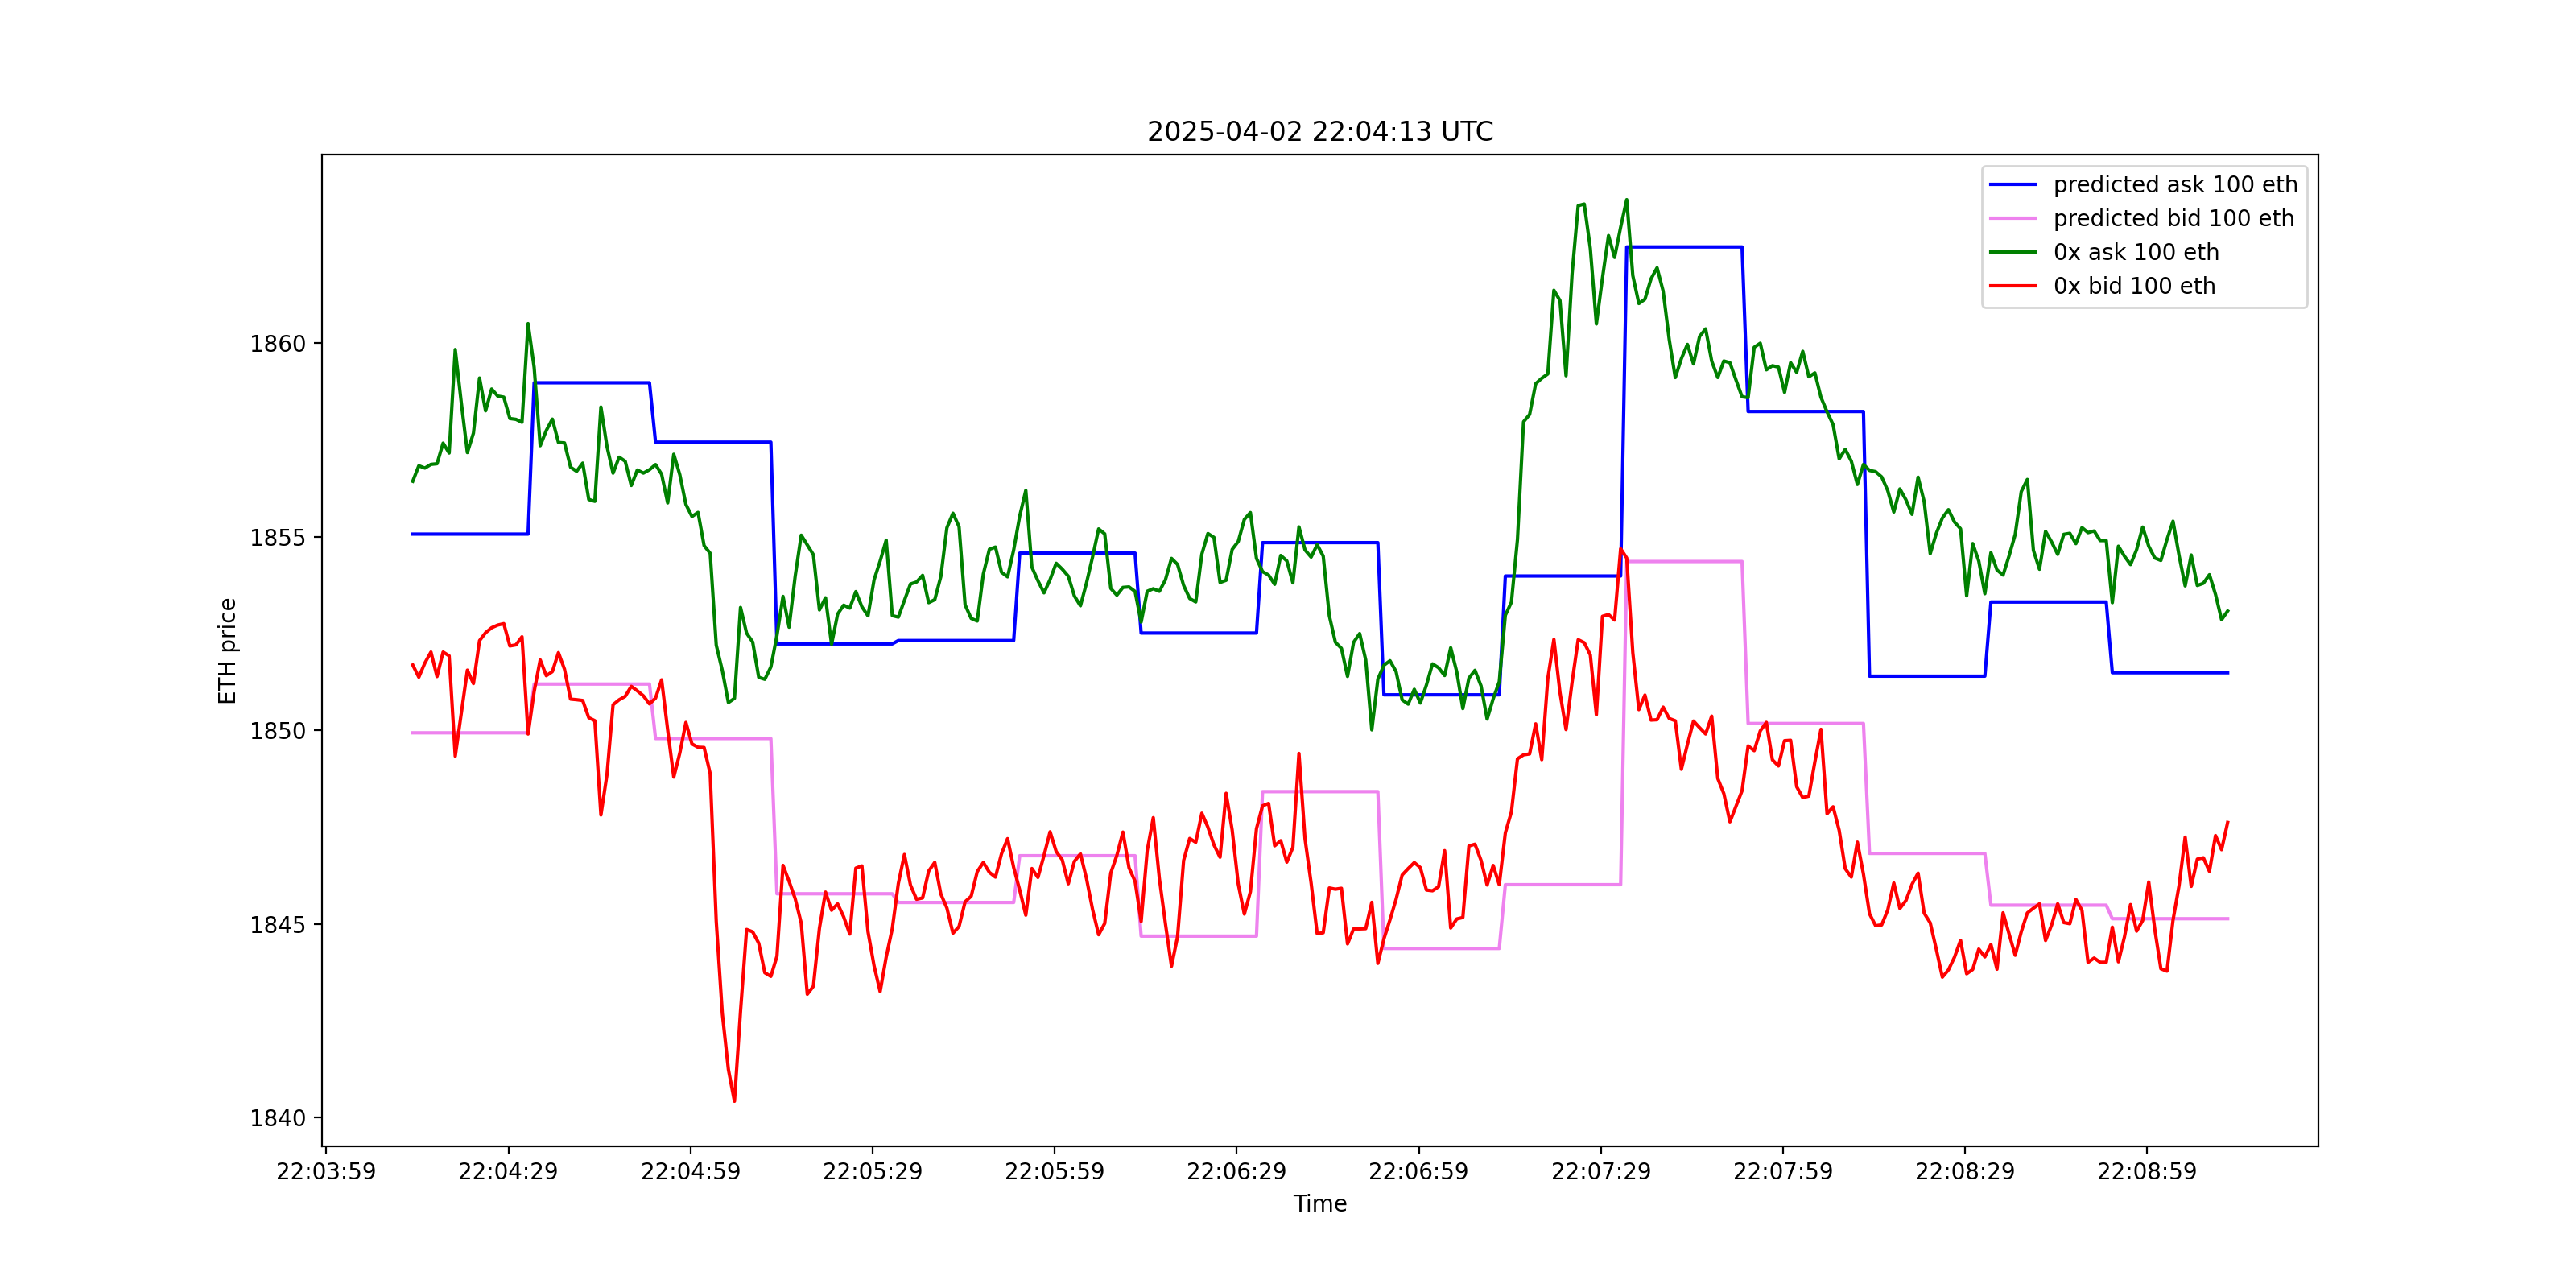 2025-04-02 22:04:13 UTC
predicted ask 100 eth
predicted bid 100 eth
0x ask 100 eth
0x bid 100 eth
ETH price
1860
1855
1850
1845
1840
22:03:59 22:04:29 22:04:59 22:05:29 22:05:59 22:06:29 22:06:59 22:07:29 22:07:59 22:08:29 22:08:59
Time